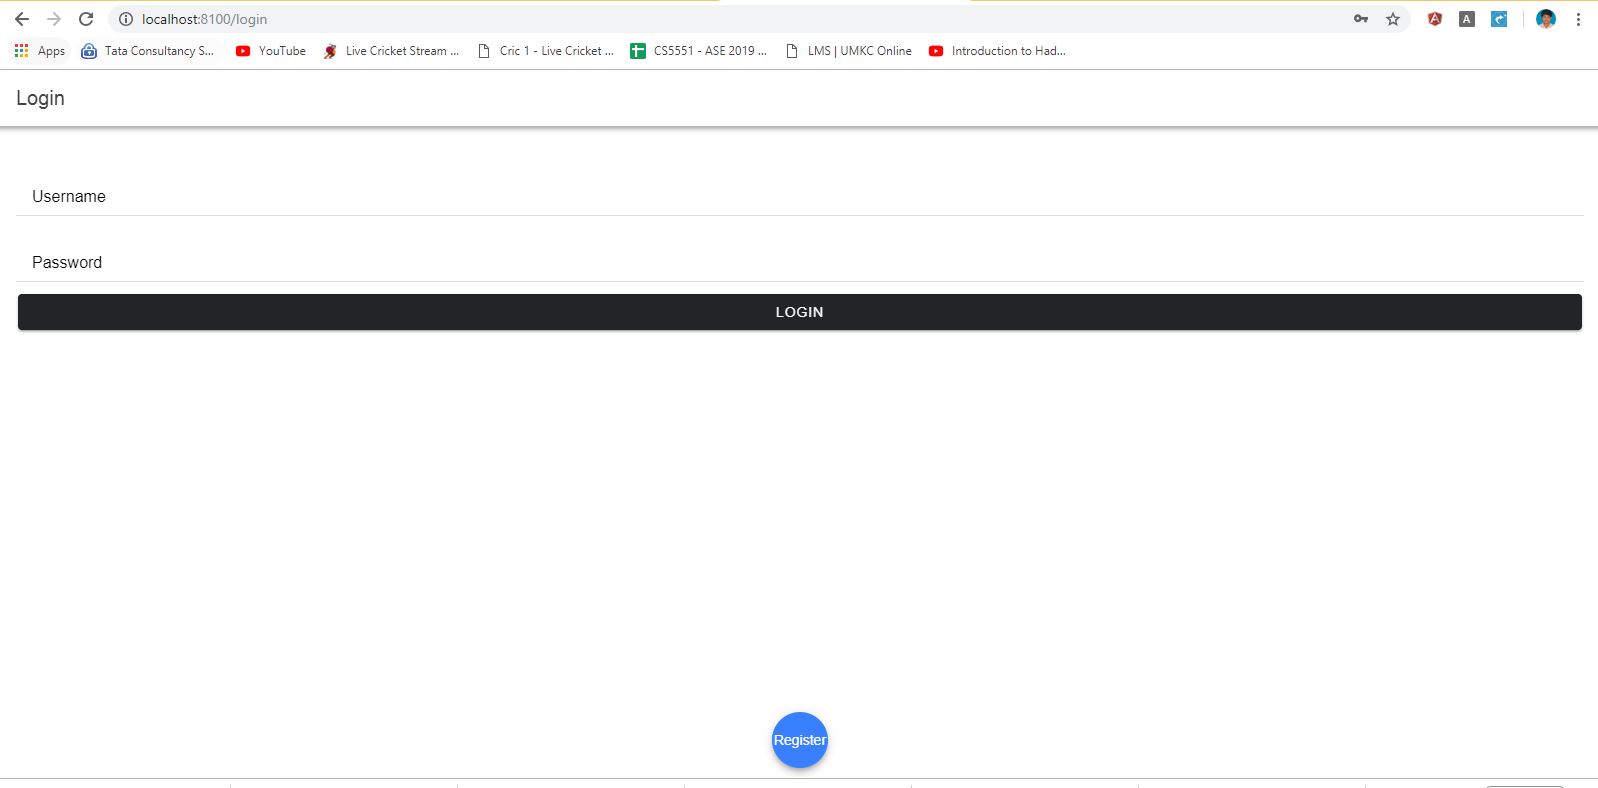 localhost:8100/login
Apps Tata Consultancy S... YouTube Live Cricket Stream ... Cric 1 - Live Cricket ... CS5551 - ASE 2019 ... LMS | UMKC Online Introduction to Had...
Login
Username
Password
LOGIN
Register